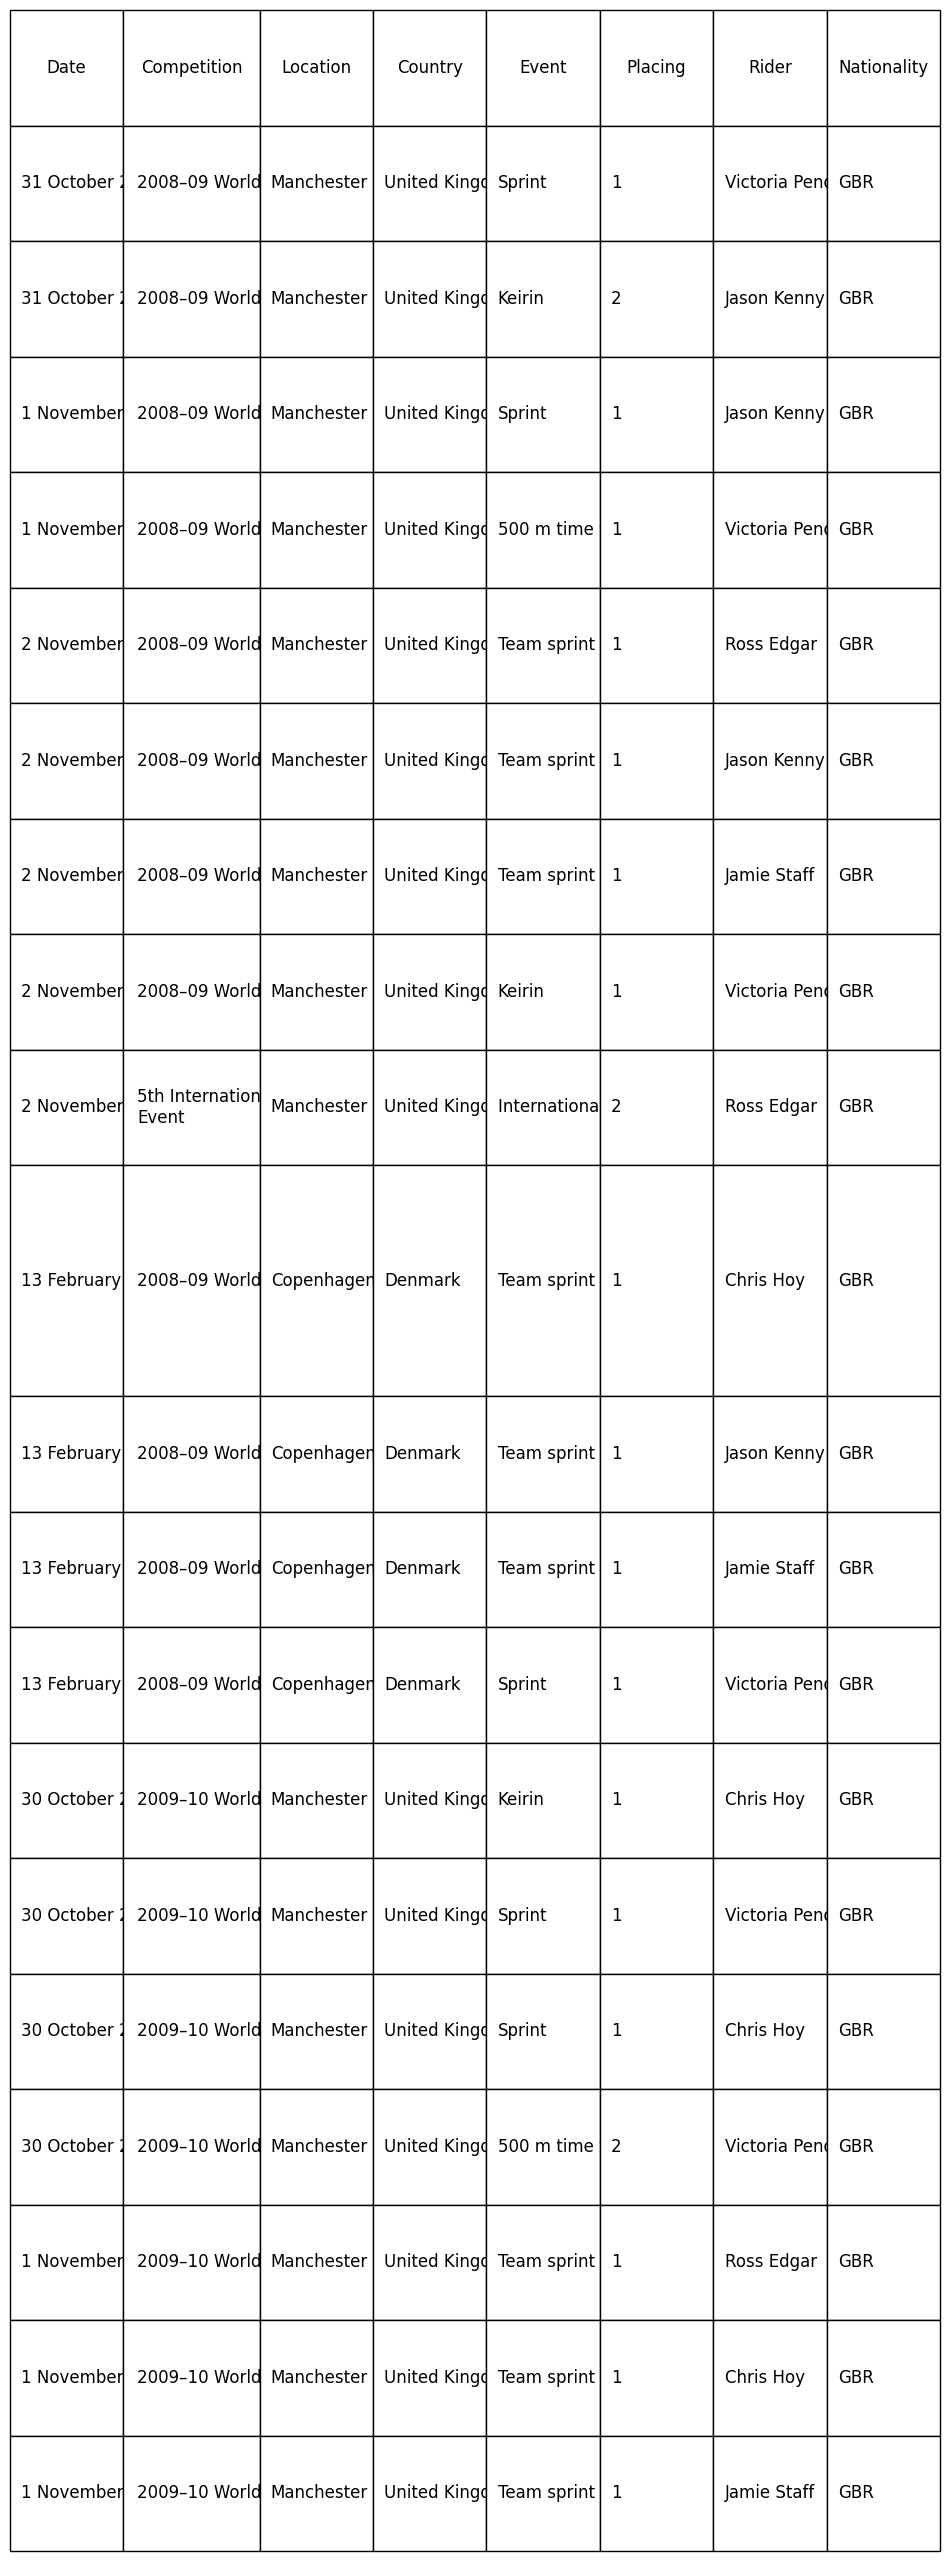 Date Competition Location Country Event Placing Rider Nationality
31 October 2 2008–09 World Manchester United Kingd Sprint 1 Victoria Pend GBR
31 October 2 2008–09 World Manchester United Kingd Keirin 2 Jason Kenny GBR
1 November 2008–09 World Manchester United Kingd Sprint 1 Jason Kenny GBR
1 November 2008–09 World Manchester United Kingd 500 m time 1 Victoria Pend GBR
2 November 2008–09 World Manchester United Kingd Team sprint 1 Ross Edgar GBR
2 November 2008–09 World Manchester United Kingd Team sprint 1 Jason Kenny GBR
2 November 2008–09 World Manchester United Kingd Team sprint 1 Jamie Staff GBR
2 November 2008–09 World Manchester United Kingd Keirin 1 Victoria Pend GBR
2 November 5th Internation Manchester United Kingd Internationa 2 Ross Edgar GBR
Event
13 February 2008–09 World Copenhagen Denmark Team sprint 1 Chris Hoy GBR
13 February 2008–09 World Copenhagen Denmark Team sprint 1 Jason Kenny GBR
13 February 2008–09 World Copenhagen Denmark Team sprint 1 Jamie Staff GBR
13 February 2008–09 World Copenhagen Denmark Sprint 1 Victoria Pend GBR
30 October 2 2009–10 World Manchester United Kingd Keirin 1 Chris Hoy GBR
30 October 2 2009–10 World Manchester United Kingd Sprint 1 Victoria Pend GBR
30 October 2 2009–10 World Manchester United Kingd Sprint 1 Chris Hoy GBR
30 October 2 2009–10 World Manchester United Kingd 500 m time 2 Victoria Pend GBR
1 November 2009–10 World Manchester United Kingd Team sprint 1 Ross Edgar GBR
1 November 2009–10 World Manchester United Kingd Team sprint 1 Chris Hoy GBR
1 November 2009–10 World Manchester United Kingd Team sprint 1 Jamie Staff GBR